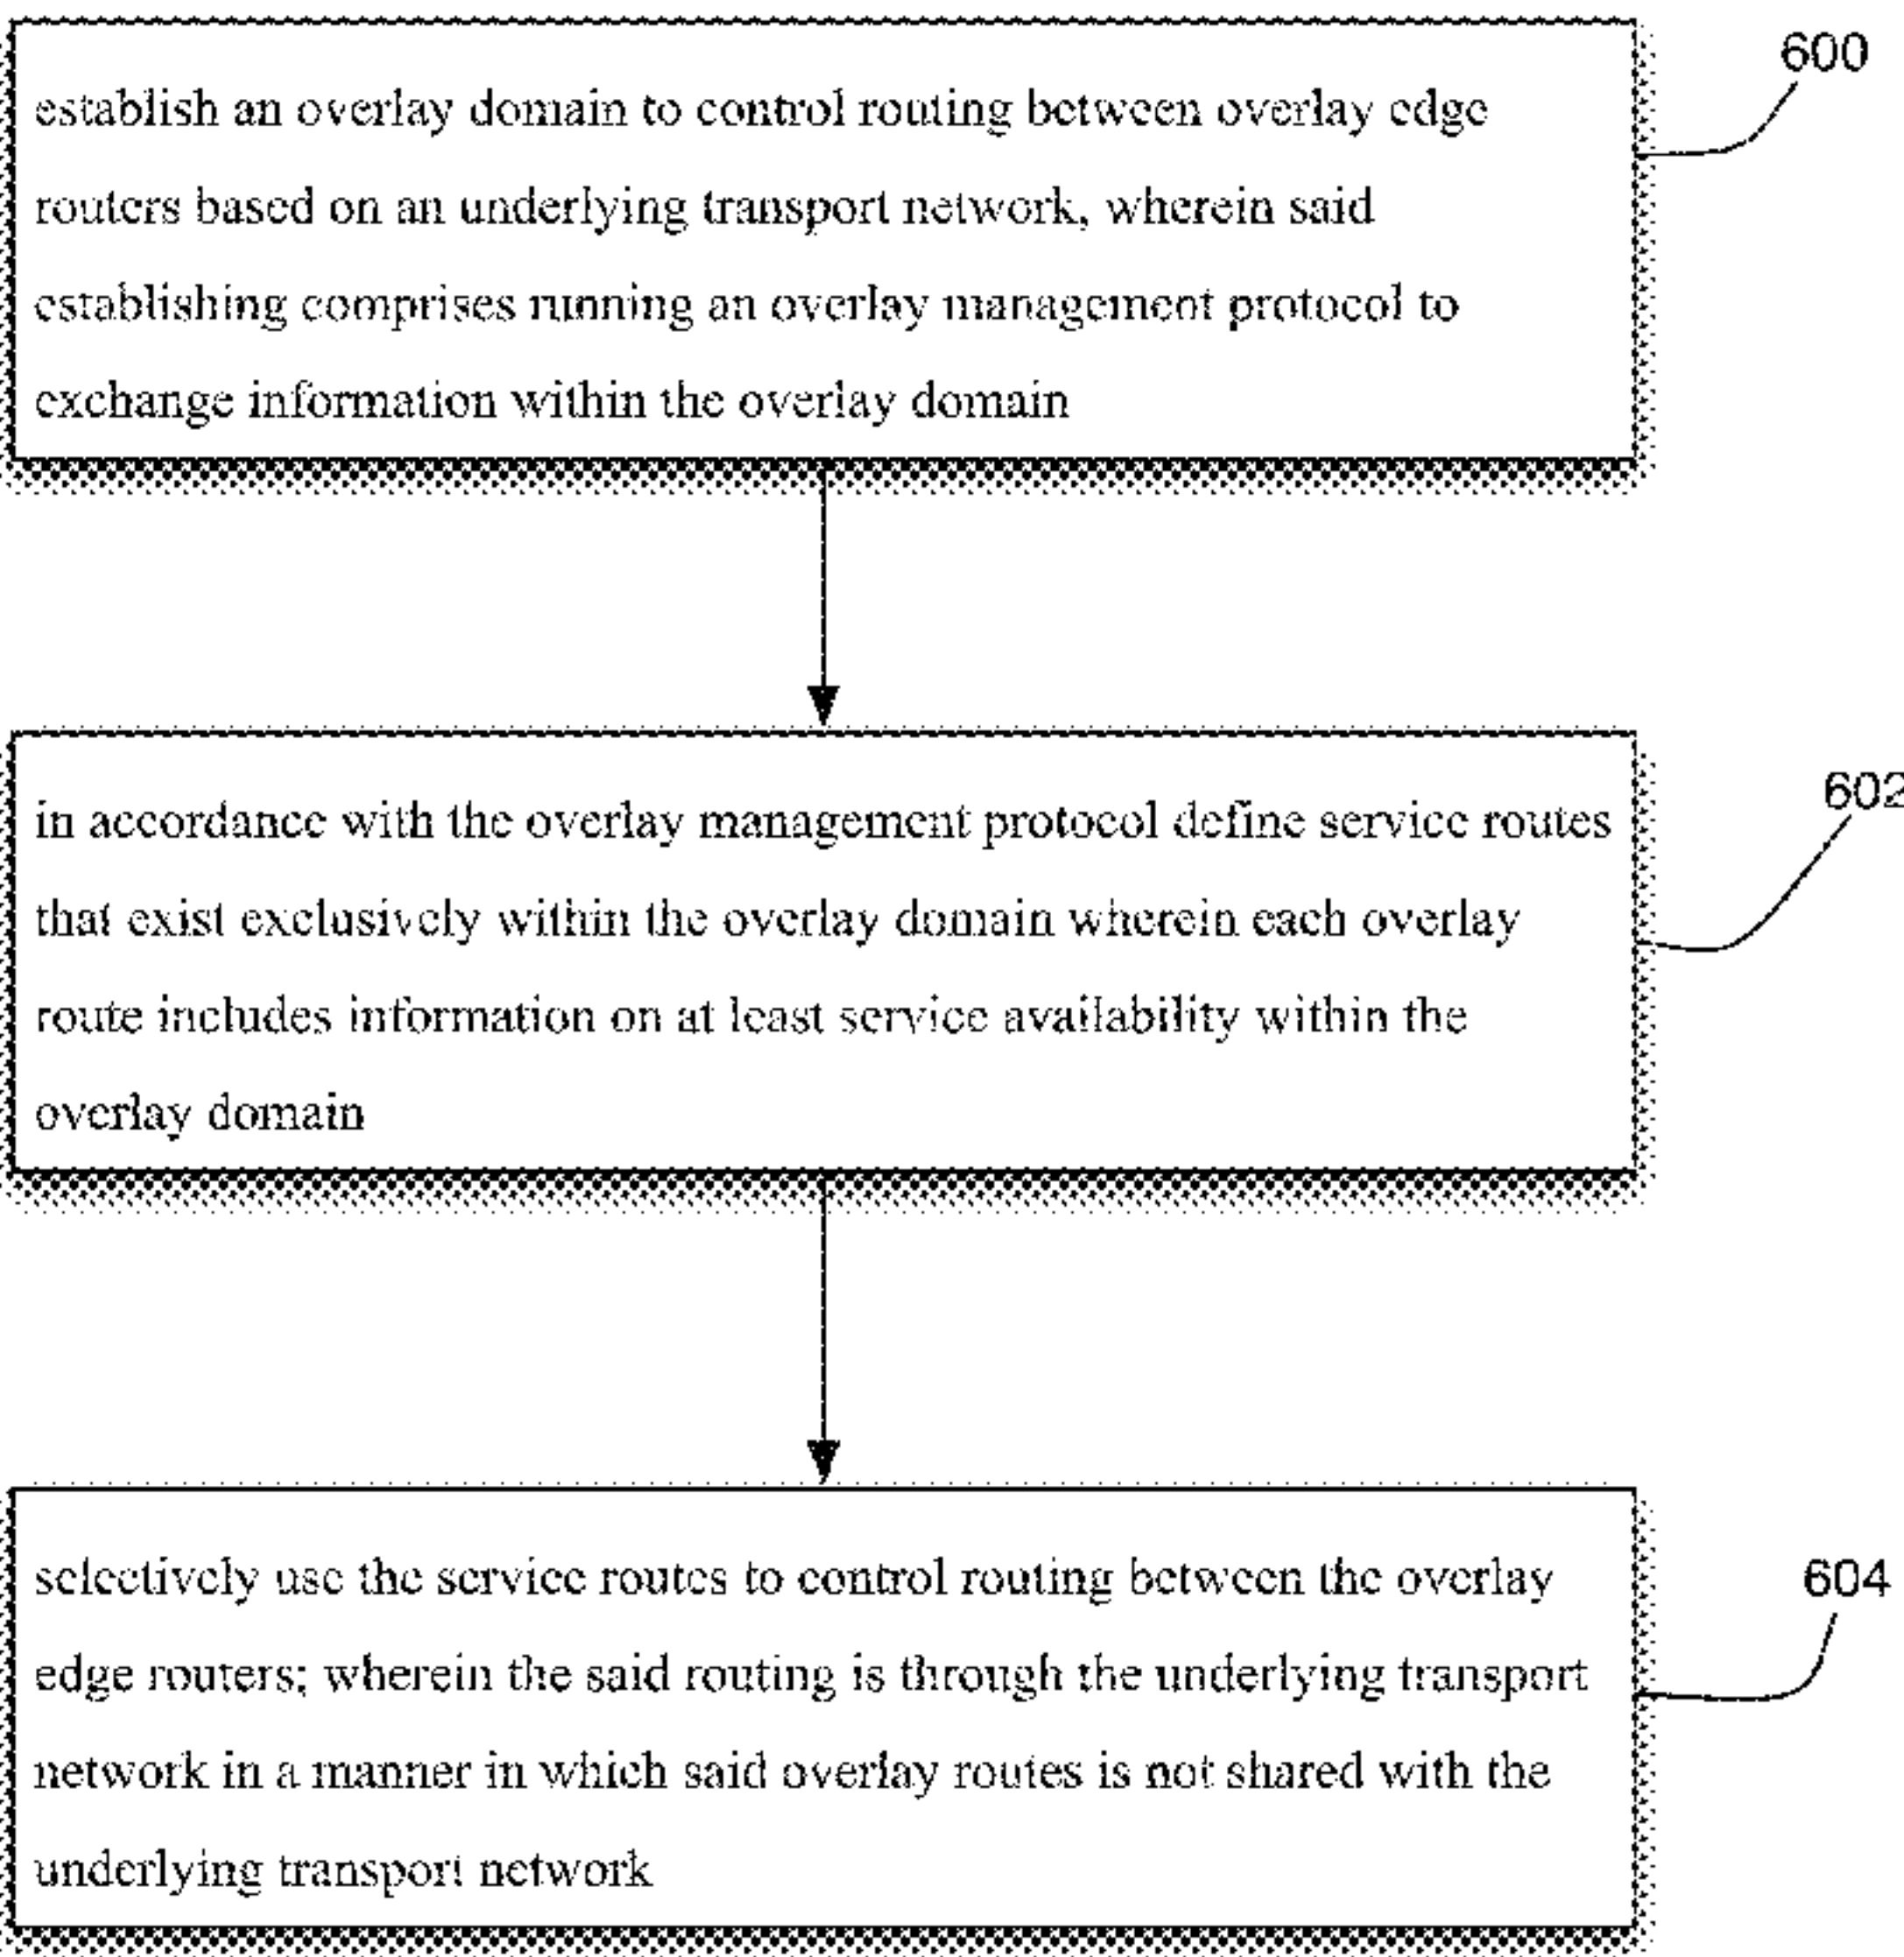 600
establish an overlay domain to control routing between overlay edge
routers based on an underlying transport network, wherein said
establishing comprises running an overlay management protocol to
exchange information within the overlay domain
602
in accordance with the overlay management protocol define service routes
that exist exclusively within the overlay domain wherein each overlay
route includes information on at least service availability within the
overlay domain
604
selectively use the service routes to control routing between the overlay
edge routers; wherein the said routing is through the underlying transport
network in a manner in which said overlay routes is not shared with the
underlying transport network